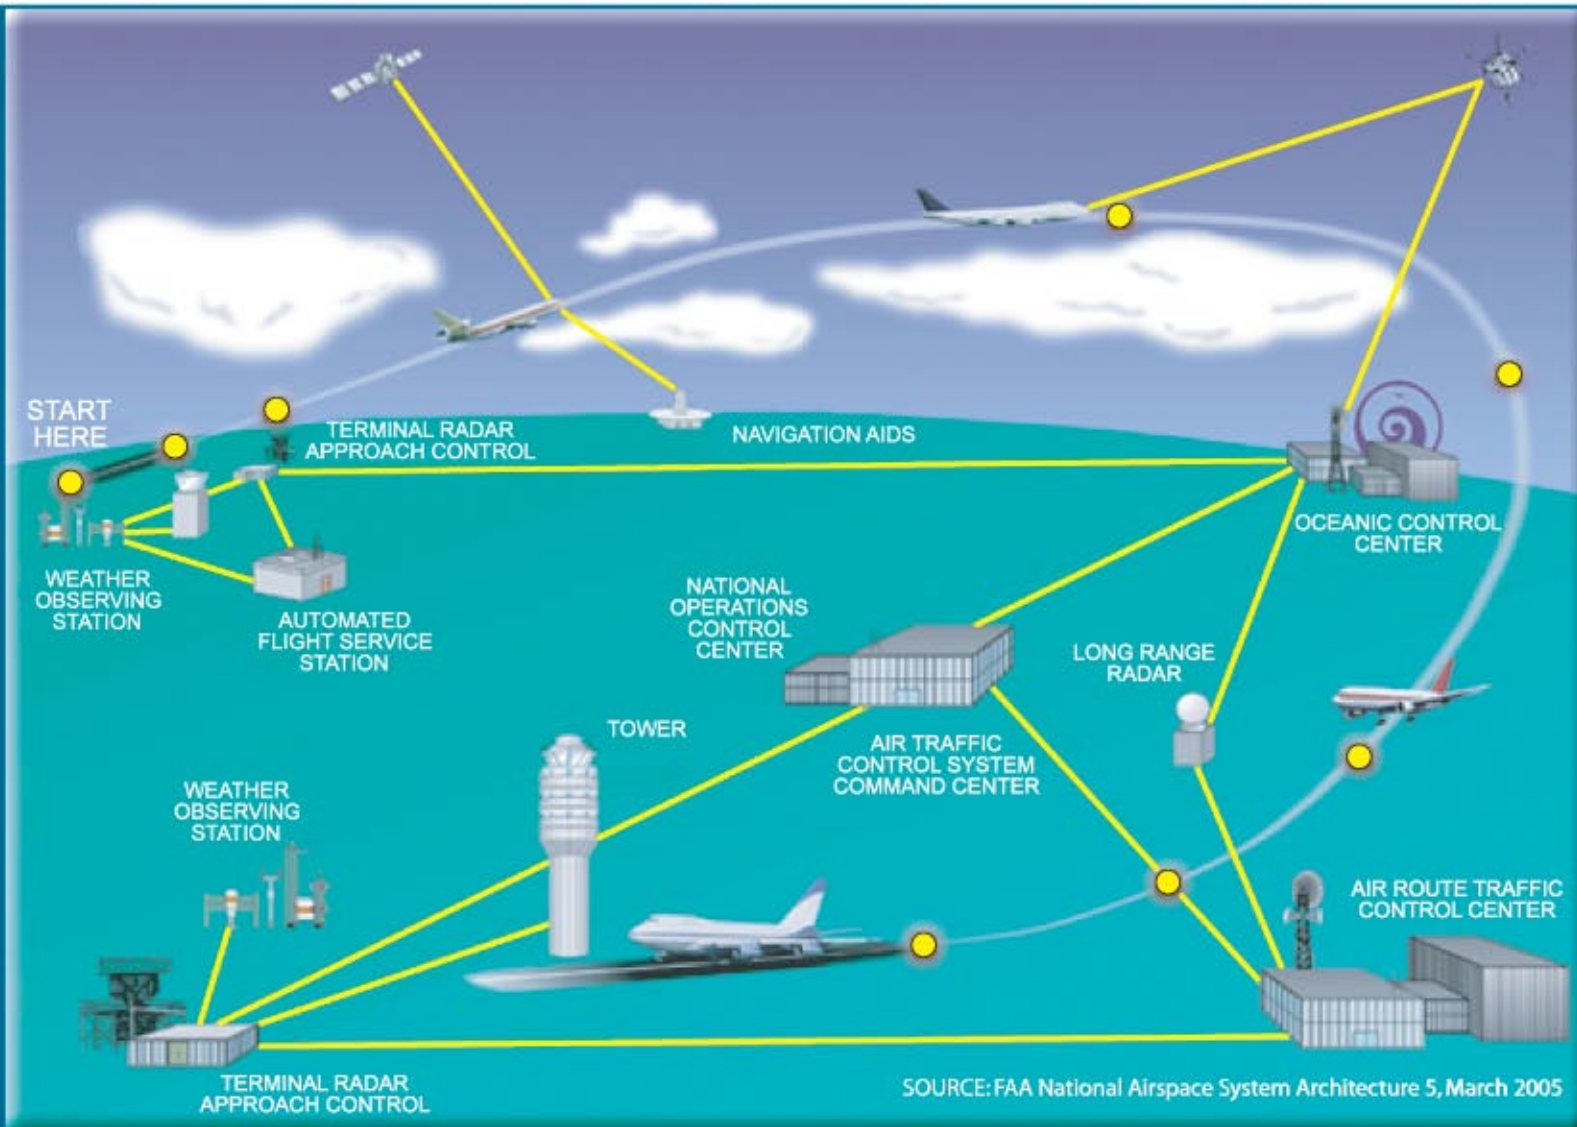 START
HERE
TERMINAL RADAR
APPROACH CONTROL
NAVIGATION AIDS
OCEANIC CONTROL
CENTER
WEATHER
OBSERVING
STATION
AUTOMATED
FLIGHT SERVICE
STATION
NATIONAL
OPERATIONS
CONTROL
CENTER
LONG RANGE
RADAR
TOWER
AIR TRAFFIC
CONTROL SYSTEM
COMMAND CENTER
WEATHER
OBSERVING
STATION
AIR ROUTE TRAFFIC
CONTROL CENTER
TERMINAL RADAR
APPROACH CONTROL
SOURCE: FAA National Airspace System Architecture 5, March 2005